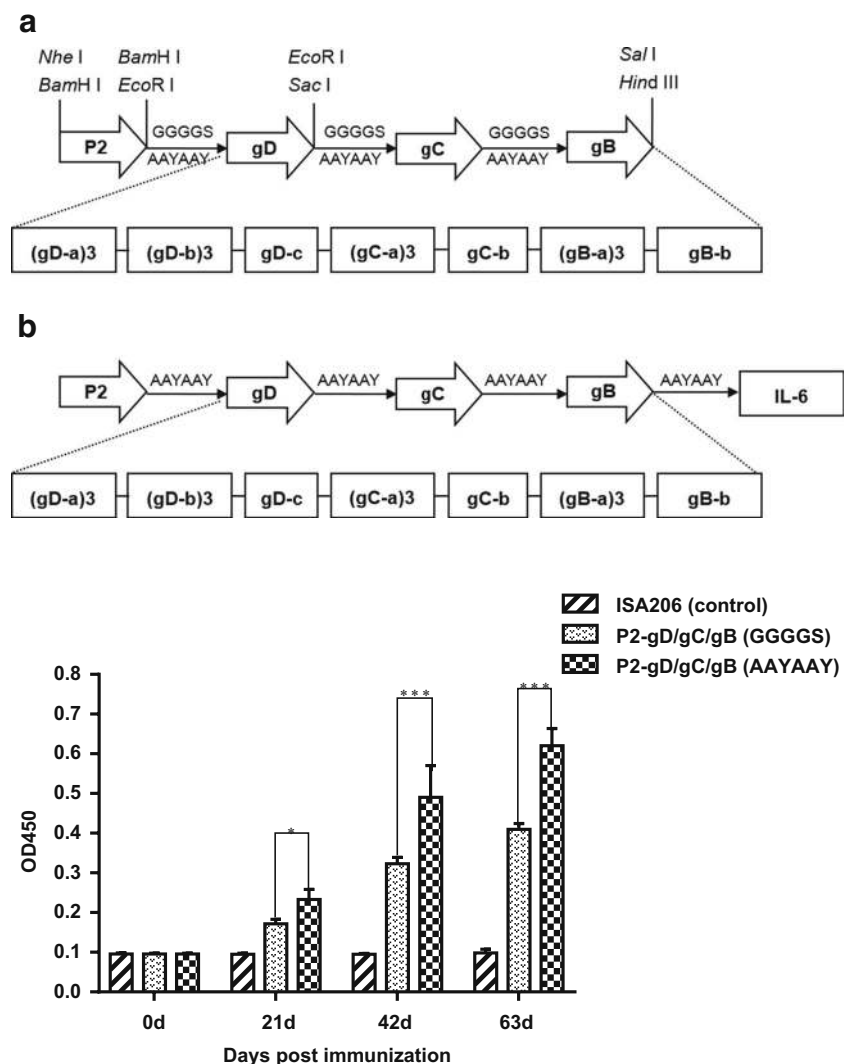 a
Nhe I BamH I EcoR I Sal I
BamH I EcoR I Sac I Hind III
GGGGS GGGGS GGGGS
P2 gD gC gB
AAYAAY AAYAAY AAYAAY
(gD-a)3 (gD-b)3 gD-c (gC-a)3 gC-b (gB-a)3 gB-b
b
AAYAAY AAYAAY AAYAAY AAYAAY
P2 gD gC gB IL-6
(gD-a)3 (gD-b)3 gD-c (gC-a)3 gC-b (gB-a)3 gB-b
ISA206 (control)
P2-gD/gC/gB (GGGGS)
P2-gD/gC/gB (AAYAAY)
0.8
0.7
0.6
0.5
0.4
0.3
0.2
0.1
0.0
OD450
*
***
***
0d 21d 42d 63d
Days post immunization